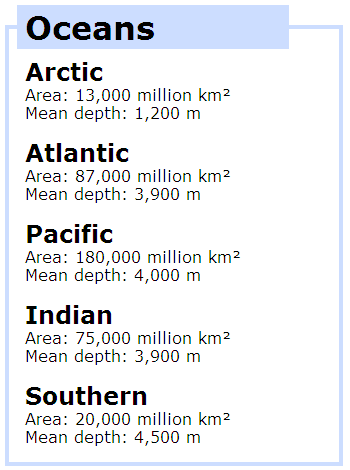 Oceans
Arctic
Area: 13,000 million km²
Mean depth: 1,200 m
Atlantic
Area: 87,000 million km²
Mean depth: 3,900 m
Pacific
Area: 180,000 million km²
Mean depth: 4,000 m
Indian
Area: 75,000 million km²
Mean depth: 3,900 m
Southern
Area: 20,000 million km²
Mean depth: 4,500 m